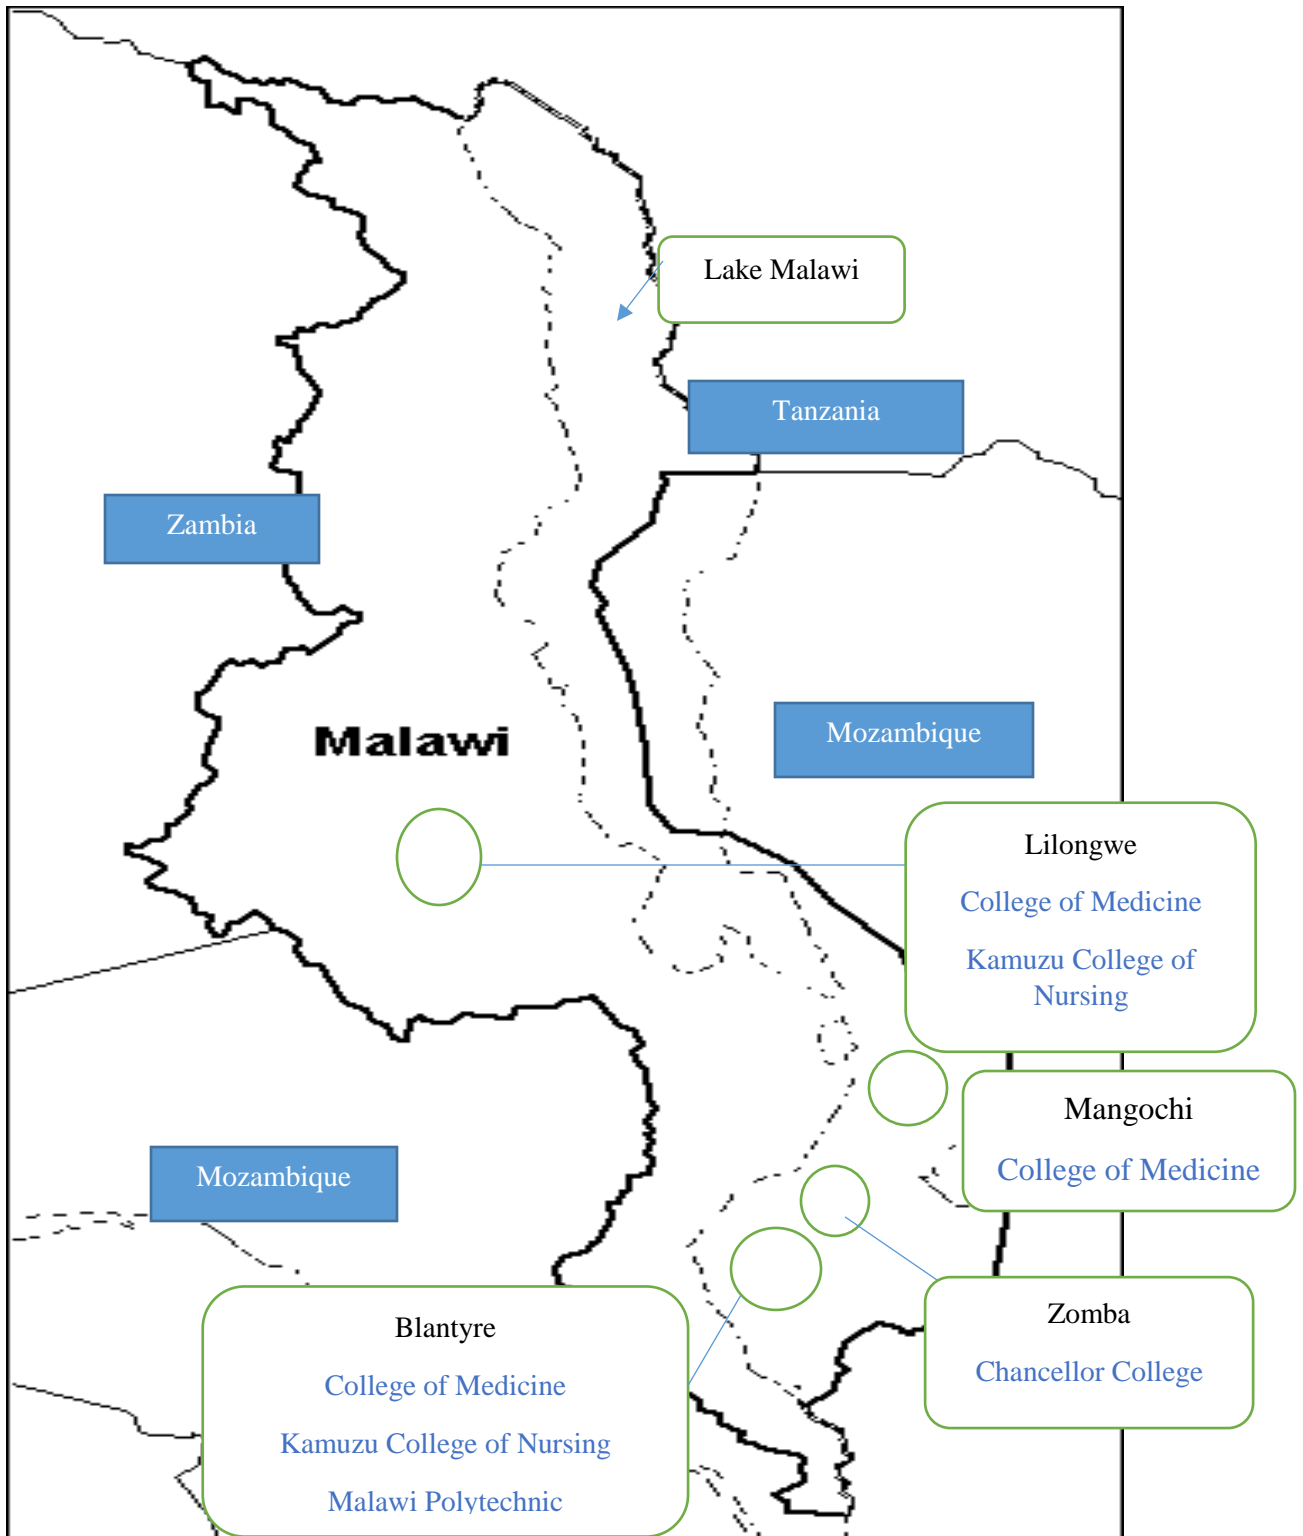 Lake Malawi
Tanzania
Zambia
Malawi
Mozambique
Lilongwe
College of Medicine
Kamuzu College of
Nursing
Mangochi
College of Medicine
Mozambique
Zomba
Chancellor College
Blantyre
College of Medicine
Kamuzu College of Nursing
Malawi Polytechnic